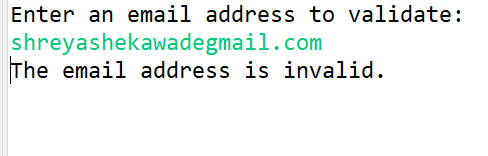 Enter an email address to validate:
shreyashekawadegmail.com
The email address is invalid.